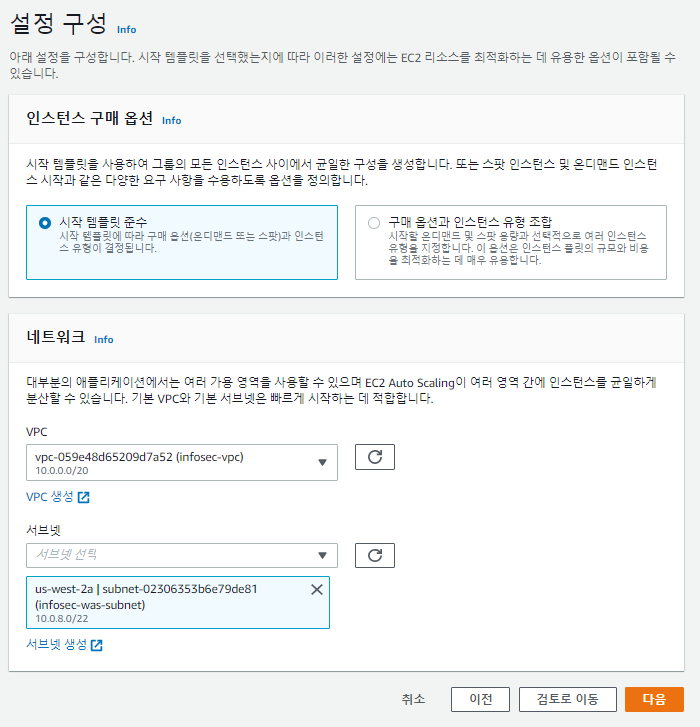 설정 구성 Info
아래 설정을 구성합니다. 시작 템플릿을 선택했는지에 따라 이러한 설정에는 EC2 리소스를 최적화하는 데 유용한 옵션이 포함될 수
있습니다.
인스턴스 구매 옵션 Info
시작 템플릿을 사용하여 그룹의 모든 인스턴스 사이에서 균일한 구성을 생성합니다. 또는 스팟 인스턴스 및 온디맨드 인스턴
스 시작과 같은 다양한 요구 사항을 수용하도록 옵션을 정의합니다.
시작 템플릿 준수
시작 템플릿에 따라 구매 옵션(온디맨드 또는 스팟)과 인스턴
스 유형이 결정됩니다.
구매 옵션과 인스턴스 유형 조합
시작할 온디맨드 및 스팟 용량과 선택적으로 여러 인스턴스
유형을 지정합니다. 이 옵션은 인스턴스 플릿의 규모와 비용
을 최적화하는 데 매우 유용합니다.
네트워크 Info
대부분의 애플리케이션에서는 여러 가용 영역을 사용할 수 있으며 EC2 Auto Scaling이 여러 영역 간에 인스턴스를 균일하게
분산할 수 있습니다. 기본 VPC와 기본 서브넷은 빠르게 시작하는 데 적합합니다.
VPC
vpc-059e48d65209d7a52 (infosec-vpc)
10.0.0.0/20
VPC 생성
서브넷
서브넷 선택
us-west-2a | subnet-02306353b6e79de81
(infosec-was-subnet)
10.0.8.0/22
서브넷 생성
취소 이전 검토로 이동 다음